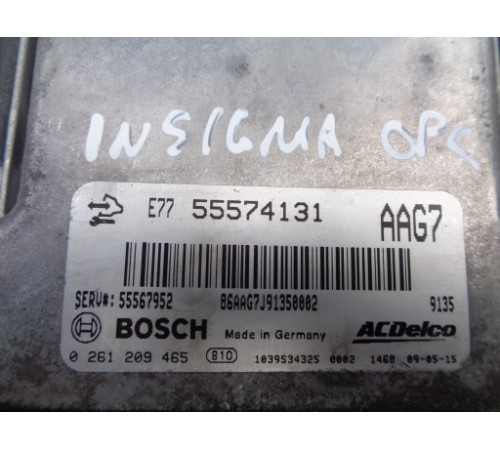 INSIGNIA OPC
E77 55574131 AAG7
SERV#: 55567952 86AAG7J91350002 9135
BOSCH Made in Germany ACDelco
0 261 209 465 810 1039534325 0002 1468 09-05-15